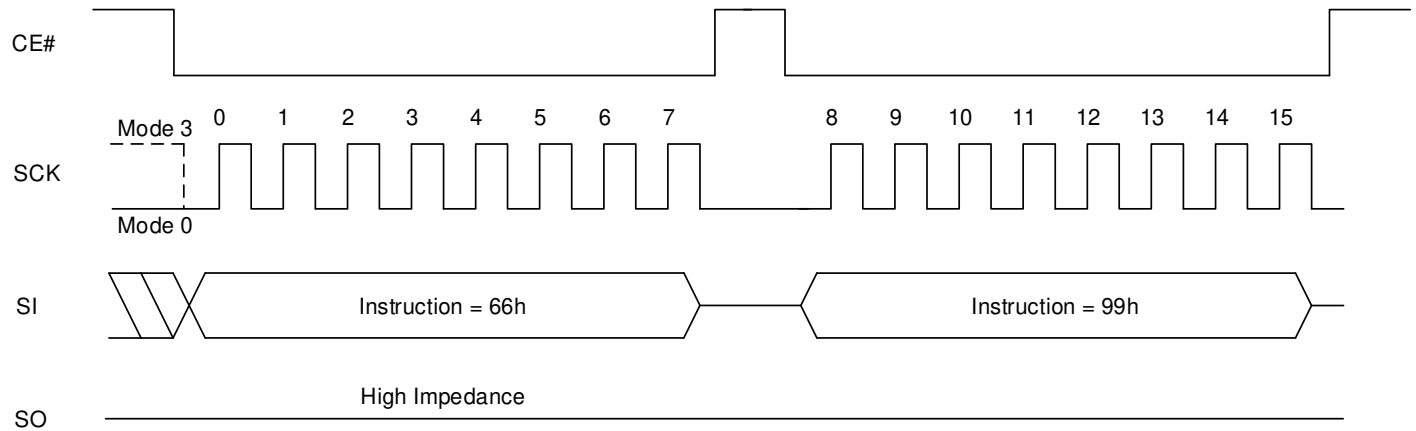 CE#
Mode 3
0 1 2 3 4 5 6 7 8 9 10 11 12 13 14 15
SCK
Mode 0
SI
Instruction = 66h
Instruction = 99h
High Impedance
SO